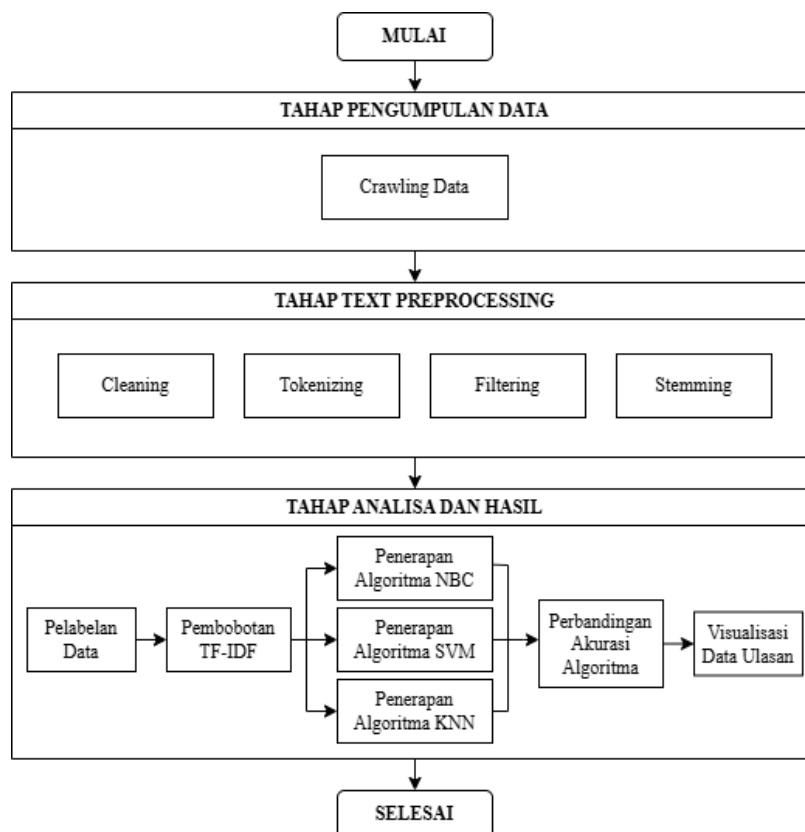 MULAI
TAHAP PENGUMPULAN DATA
Crawling Data
TAHAP TEXT PREPROCESSING
Cleaning
Tokenizing
Filtering
Stemming
TAHAP ANALISA DAN HASIL
Pelabelan
Data
Pembobotan
TF-IDF
Penerapan
Algoritma NBC
Penerapan
Algoritma SVM
Penerapan
Algoritma KNN
Perbandingan
Akurasi
Algoritma
Visualisasi
Data Ulasan
SELESAI